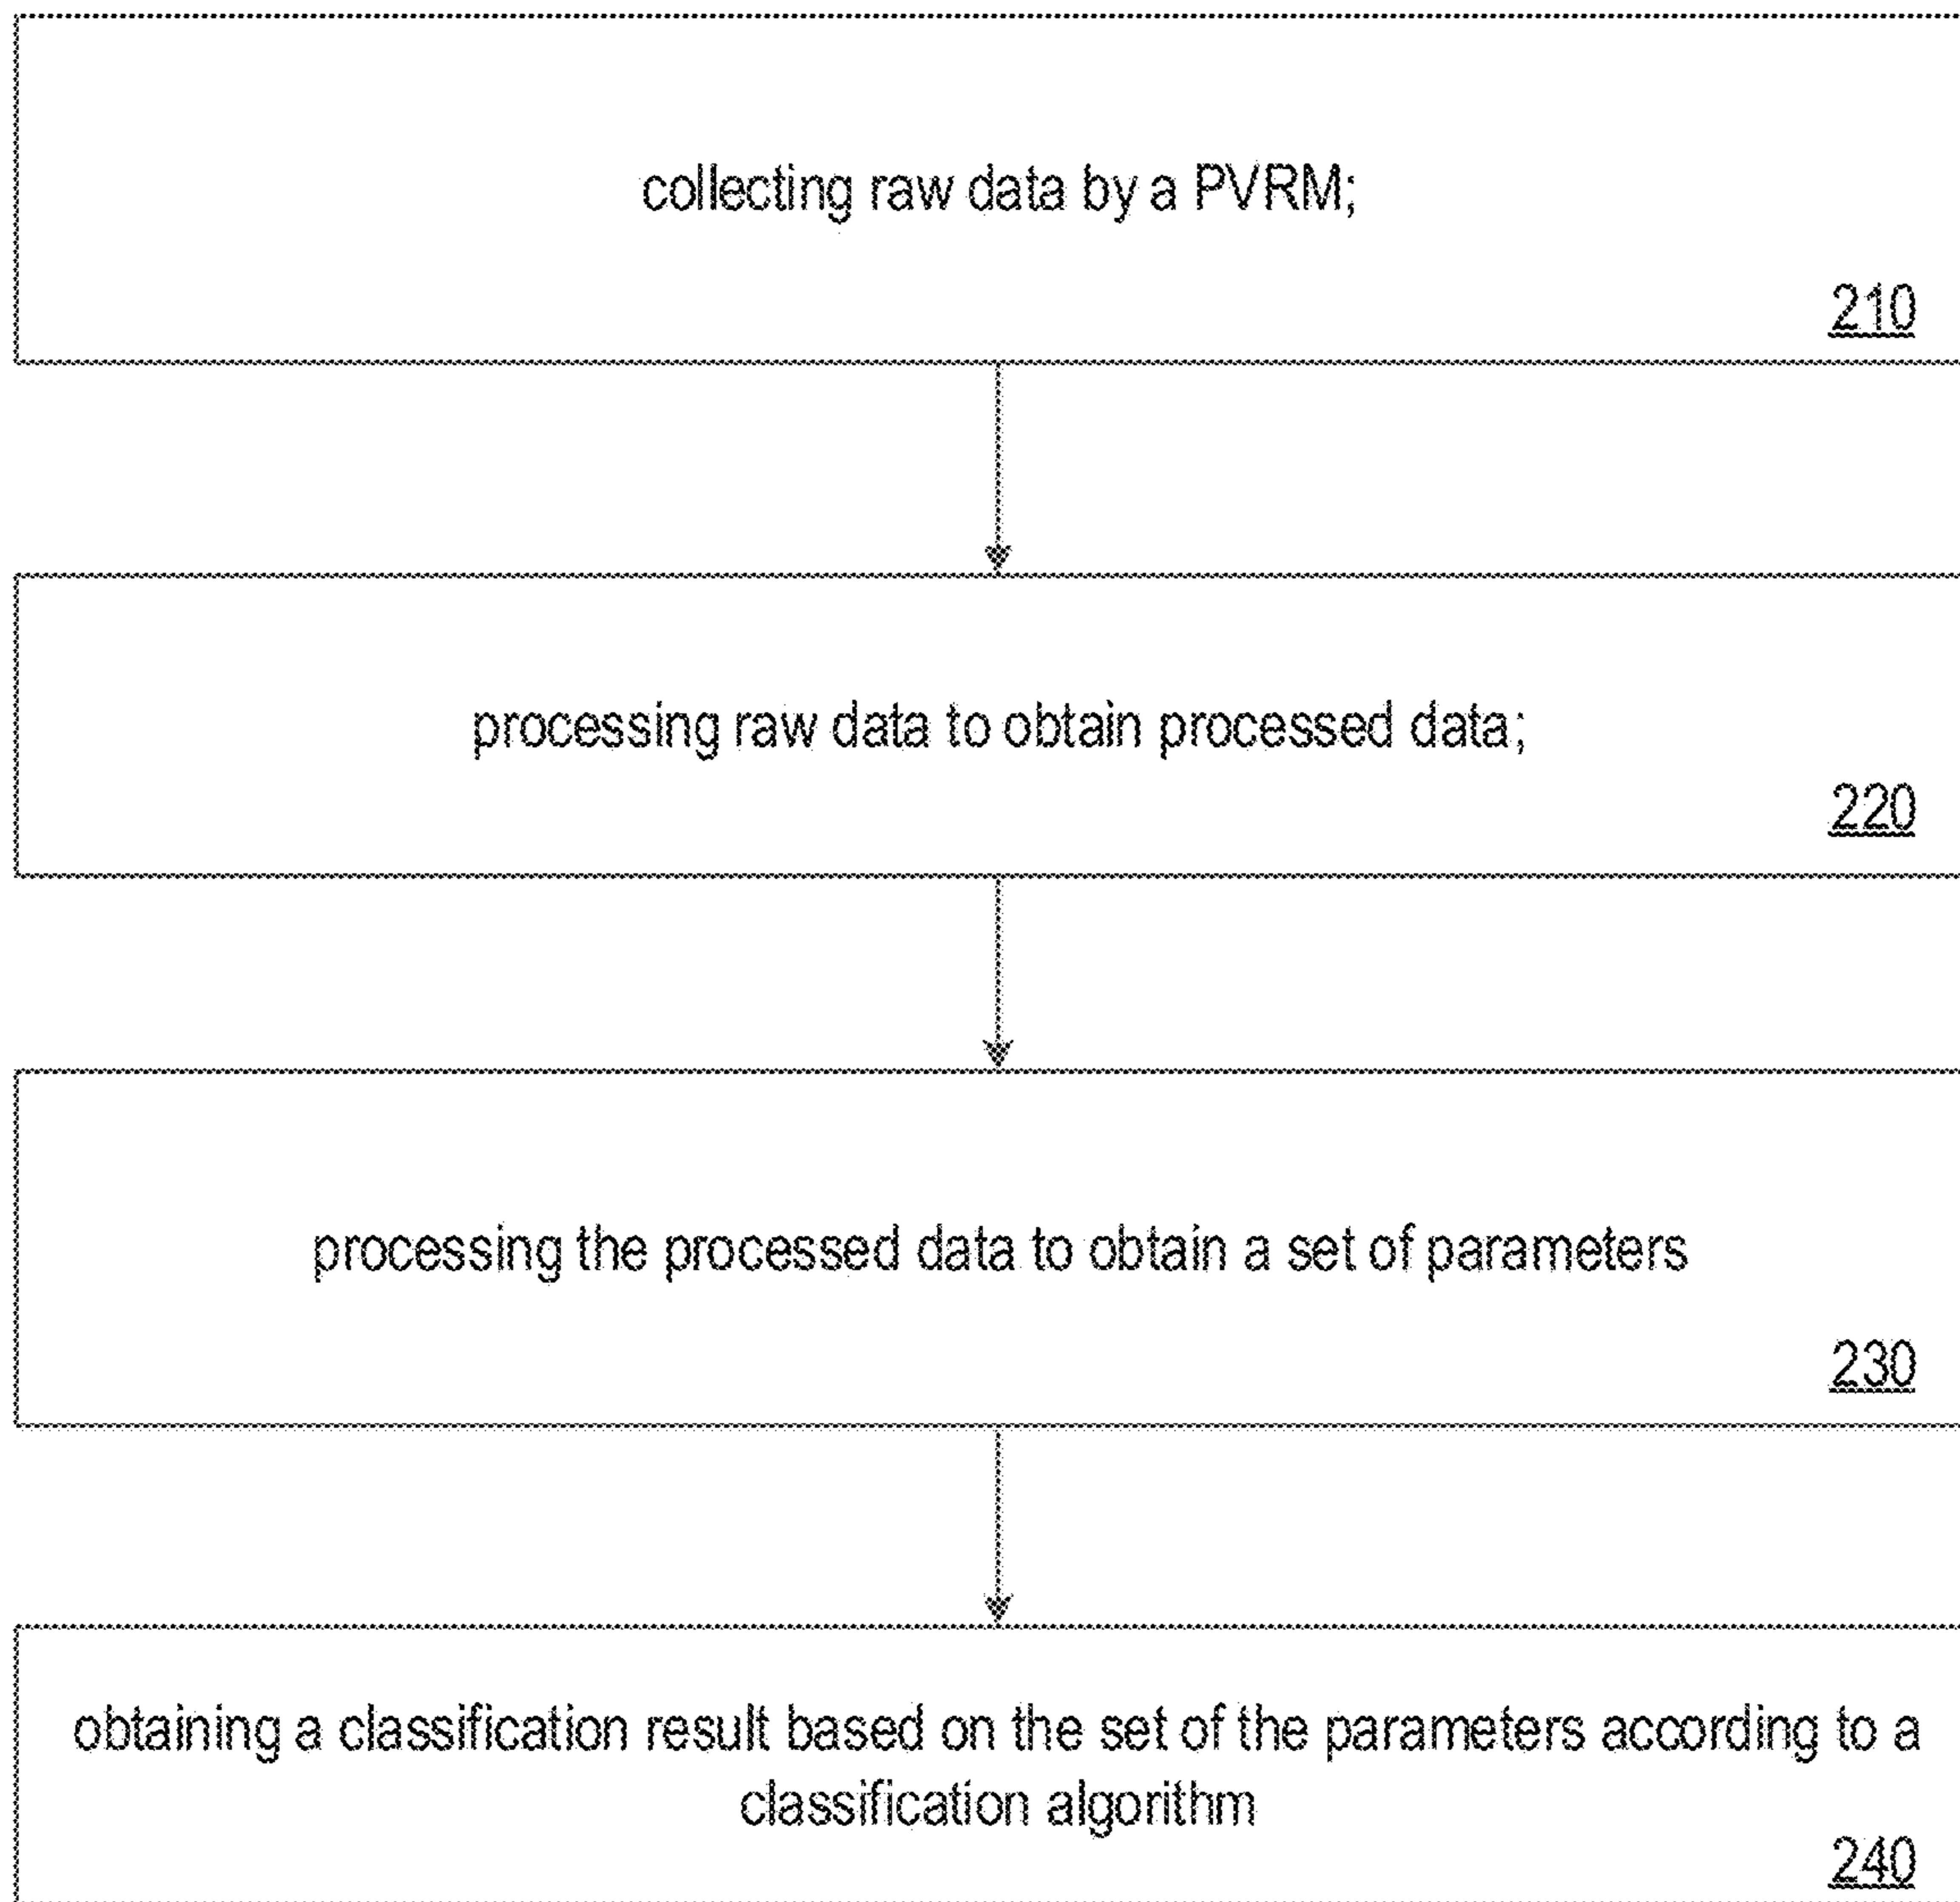 collecting raw data by a PVRM;
210
processing raw data to obtain processed data;
220
processing the processed data to obtain a set of parameters
230
obtaining a classification result based on the set of the parameters according to a
classification algorithm
240